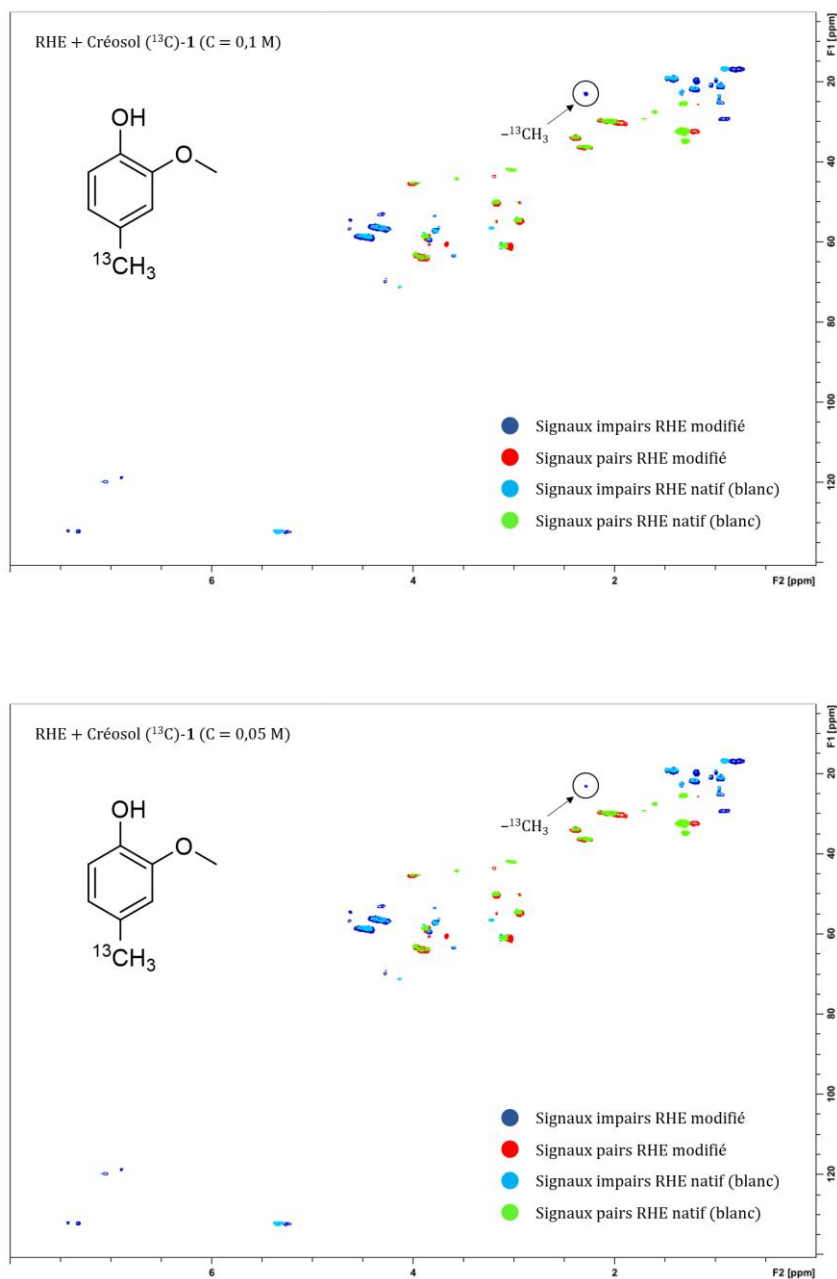 RHE + Créosol (¹³C)-1 (C = 0,1 M)
OH
O
¹³CH₃
–¹³CH₃
Signaux impairs RHE modifié
Signaux pairs RHE modifié
Signaux impairs RHE natif (blanc)
Signaux pairs RHE natif (blanc)
F1 [ppm]
20
40
60
80
100
120
6
4
2
F2 [ppm]
RHE + Créosol (¹³C)-1 (C = 0,05 M)
OH
O
¹³CH₃
–¹³CH₃
Signaux impairs RHE modifié
Signaux pairs RHE modifié
Signaux impairs RHE natif (blanc)
Signaux pairs RHE natif (blanc)
F1 [ppm]
20
40
60
80
100
120
6
4
2
F2 [ppm]